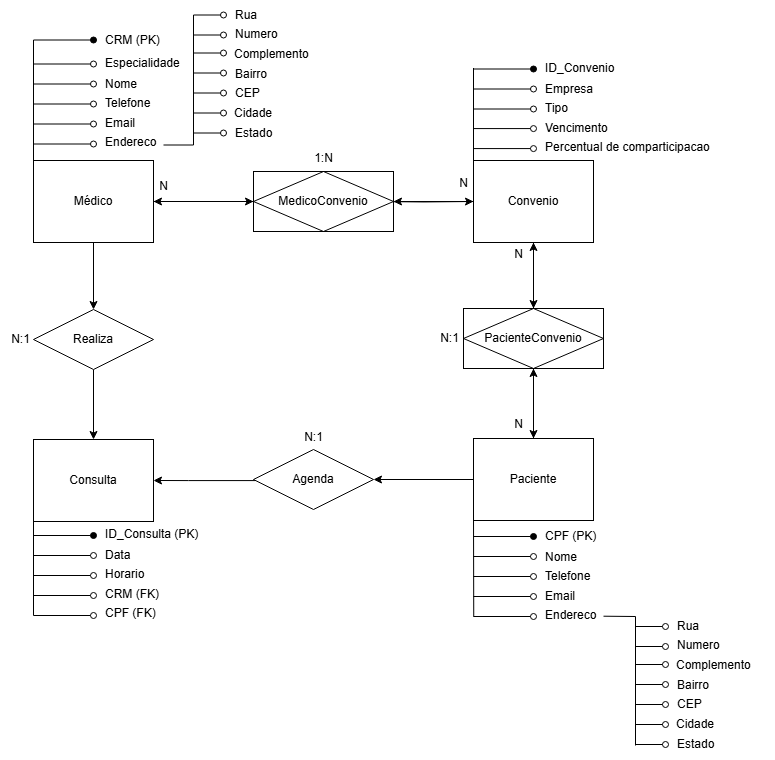 CRM (PK)
Especialidade
Nome
Telefone
Email
Endereco
Rua
Numero
Complemento
Bairro
CEP
Cidade
Estado
ID_Convenio
Empresa
Tipo
Vencimento
Percentual de comparticipacao
Médico
N
1:N
MedicoConvenio
N
Convenio
N
N:1
Realiza
N:1
PacienteConvenio
N
Consulta
N:1
Agenda
Paciente
ID_Consulta (PK)
Data
Horario
CRM (FK)
CPF (FK)
CPF (PK)
Nome
Telefone
Email
Endereco
Rua
Numero
Complemento
Bairro
CEP
Cidade
Estado